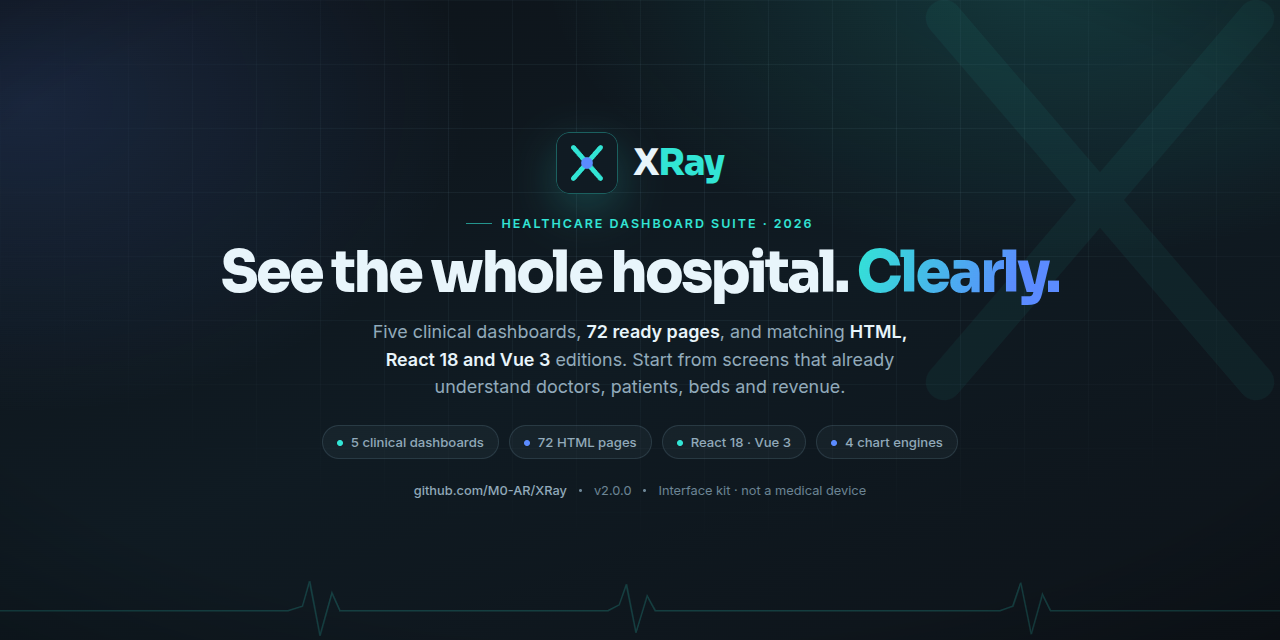 XRay
HEALTHCARE DASHBOARD SUITE · 2026
See the whole hospital. Clearly.
Five clinical dashboards, 72 ready pages, and matching HTML,
React 18 and Vue 3 editions. Start from screens that already
understand doctors, patients, beds and revenue.
5 clinical dashboards
72 HTML pages
React 18 · Vue 3
4 chart engines
github.com/M0-AR/XRay • v2.0.0 • Interface kit · not a medical device